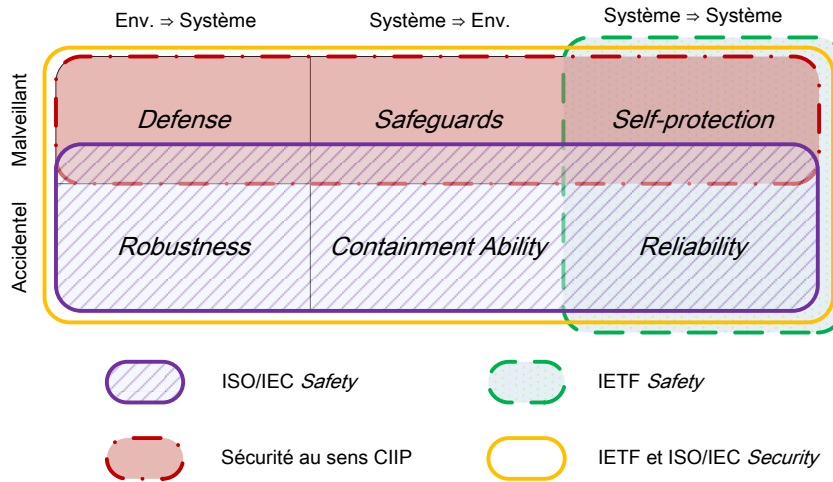 Env. ⇒ Système
Système ⇒ Env.
Système ⇒ Système
Malveillant
Defense
Safeguards
Self-protection
Accidentel
Robustness
Containment Ability
Reliability
ISO/IEC Safety
IETF Safety
Sécurité au sens CIIP
IETF et ISO/IEC Security